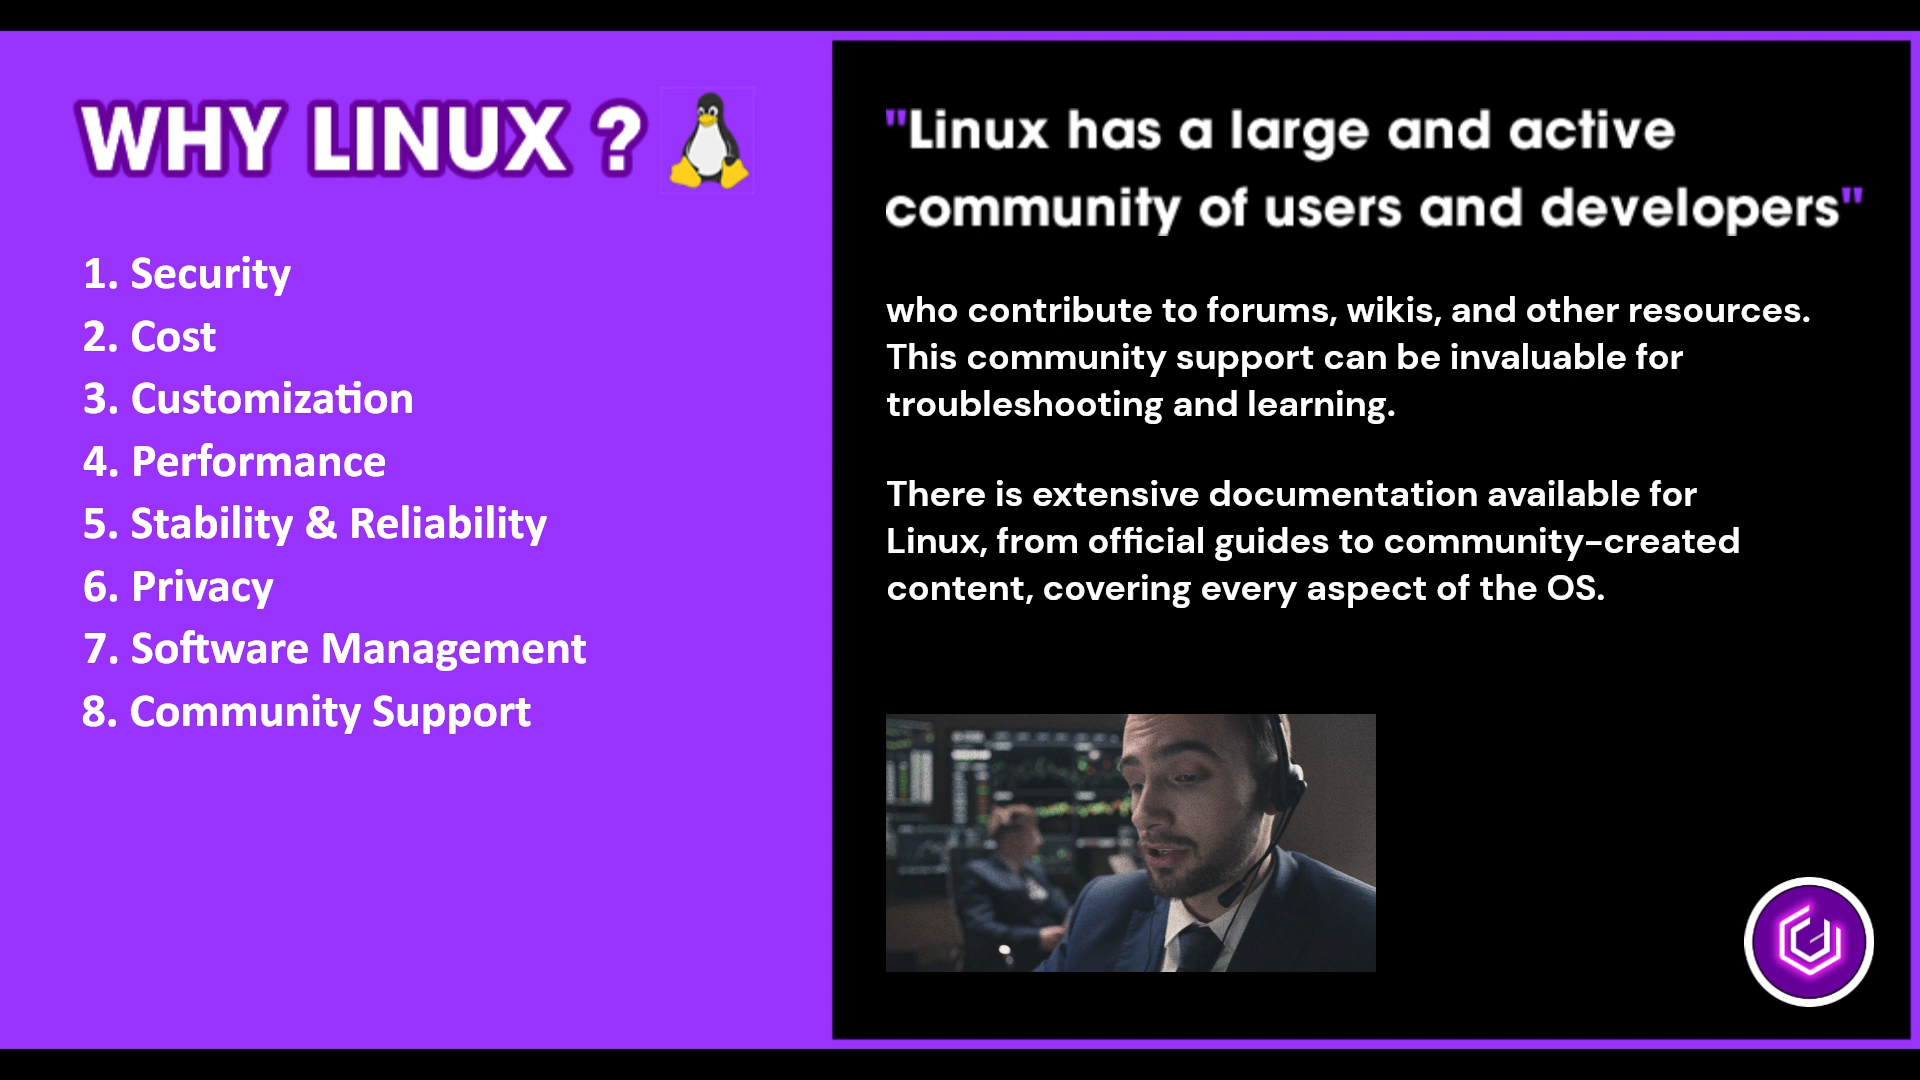 WHY LINUX ?
1. Security
2. Cost
3. Customization
4. Performance
5. Stability & Reliability
6. Privacy
7. Software Management
8. Community Support
"Linux has a large and active
community of users and developers"
who contribute to forums, wikis, and other resources.
This community support can be invaluable for
troubleshooting and learning.
There is extensive documentation available for
Linux, from official guides to community-created
content, covering every aspect of the OS.